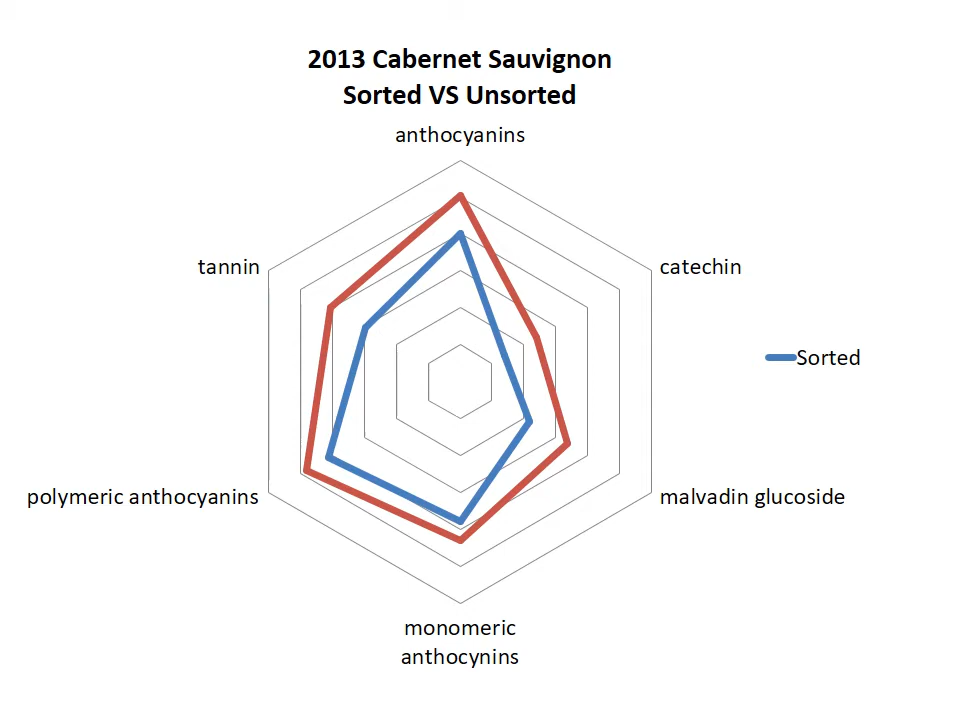 2013 Cabernet Sauvignon
Sorted VS Unsorted
anthocyanins
tannin
catechin
Sorted
polymeric anthocyanins
malvadin glucoside
monomeric
anthocynins